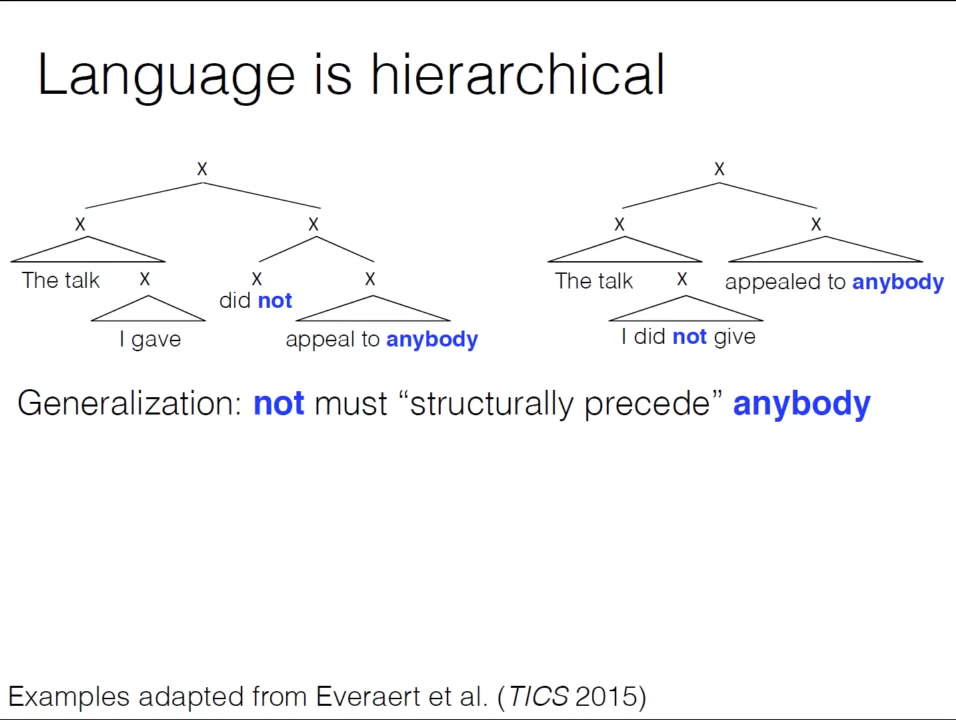 Language is hierarchical
X X
X X X X
The talk X X X The talk X appealed to anybody
did not
I gave appeal to anybody I did not give
Generalization: not must “structurally precede” anybody
Examples adapted from Everaert et al. (TICS 2015)